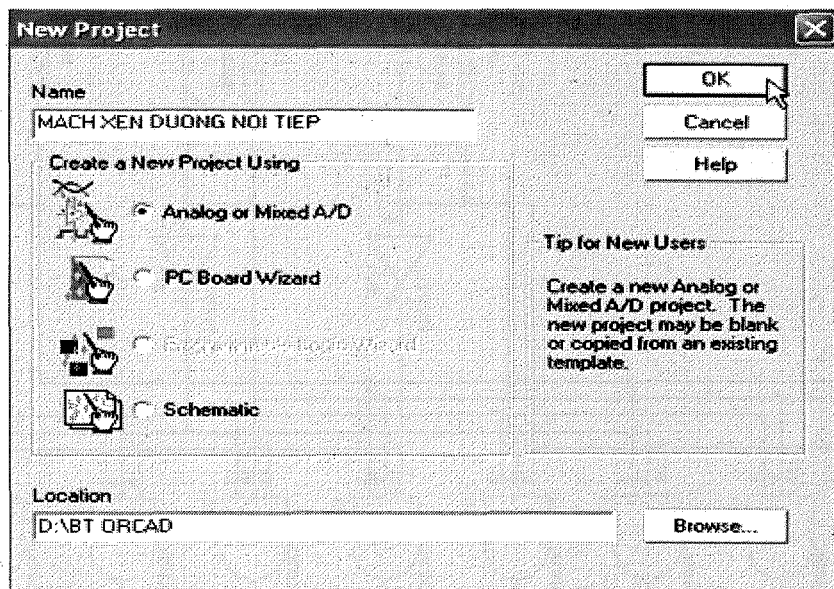 New Project
Name
MACH XEN DUONG NOI TIEP
OK
Cancel
Help
Create a New Project Using
Analog or Mixed A/D
PC Board Wizard
Wizard
Schematic
Tip for New Users
Create a new Analog or
Mixed A/D project. The
new project may be blank
or copied from an existing
template.
Location
D:\BT ORCAD
Browse...